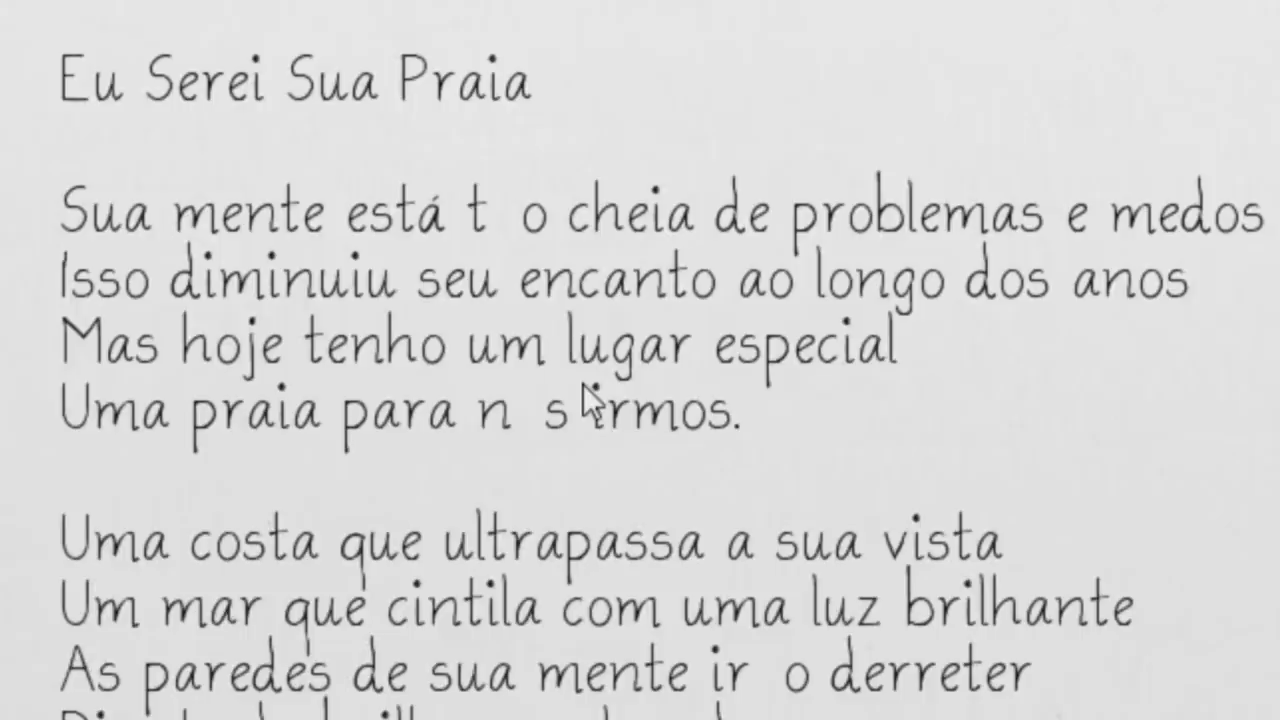 Eu Serei Sua Praia
Sua mente está t o cheia de problemas e medos
Isso diminuiu seu encanto ao longo dos anos
Mas hoje tenho um lugar especial
Uma praia para n s irmos.
Uma costa que ultrapassa a sua vista
Um mar que cintila com uma luz brilhante
As paredes de sua mente ir o derreter